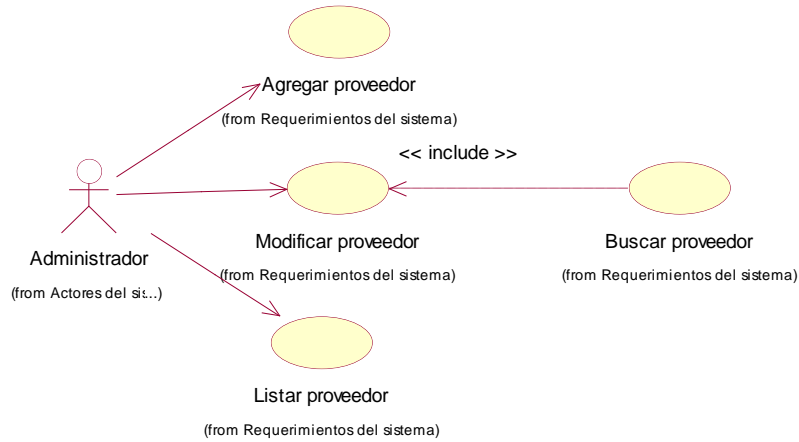 Agregar proveedor
(from Requerimientos del sistema)
<< include >>
Modificar proveedor
(from Requerimientos del sistema)
Buscar proveedor
(from Requerimientos del sistema)
Administrador
(from Actores del sis...)
Listar proveedor
(from Requerimientos del sistema)